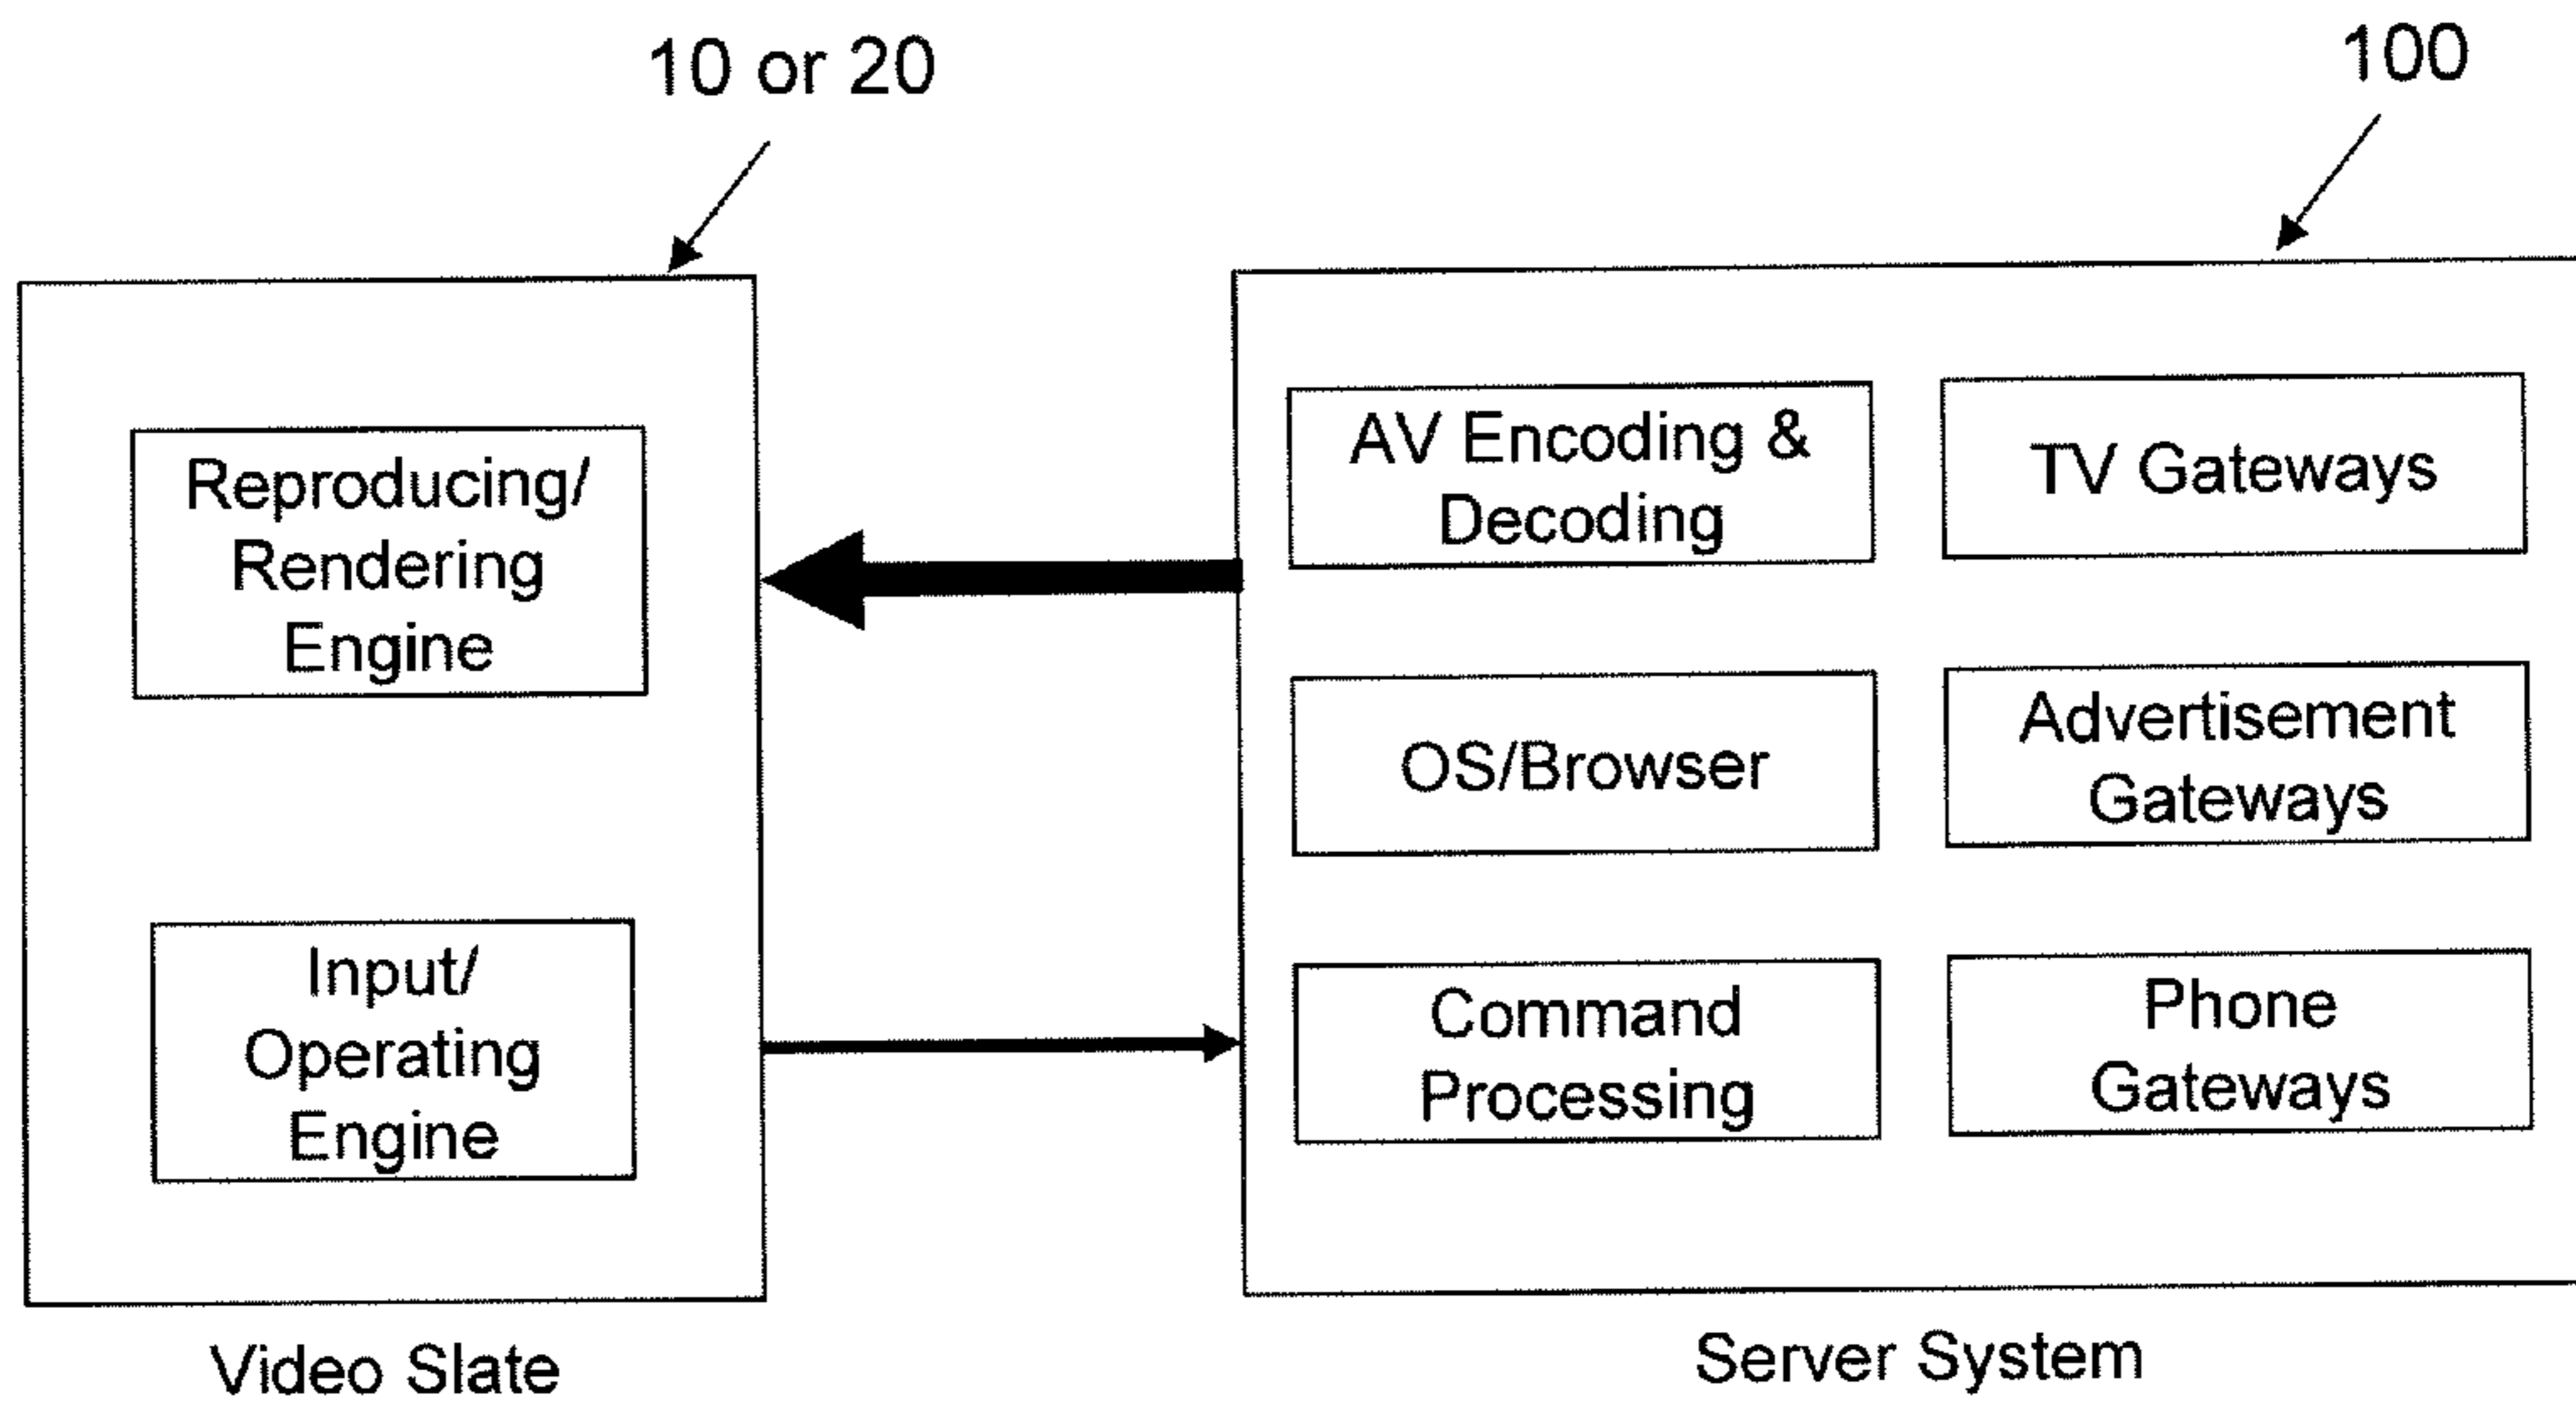 10 or 20
100
Reproducing/
Rendering
Engine
Input/
Operating
Engine
Video Slate
AV Encoding &
Decoding
TV Gateways
OS/Browser
Advertisement
Gateways
Command
Processing
Phone
Gateways
Server System